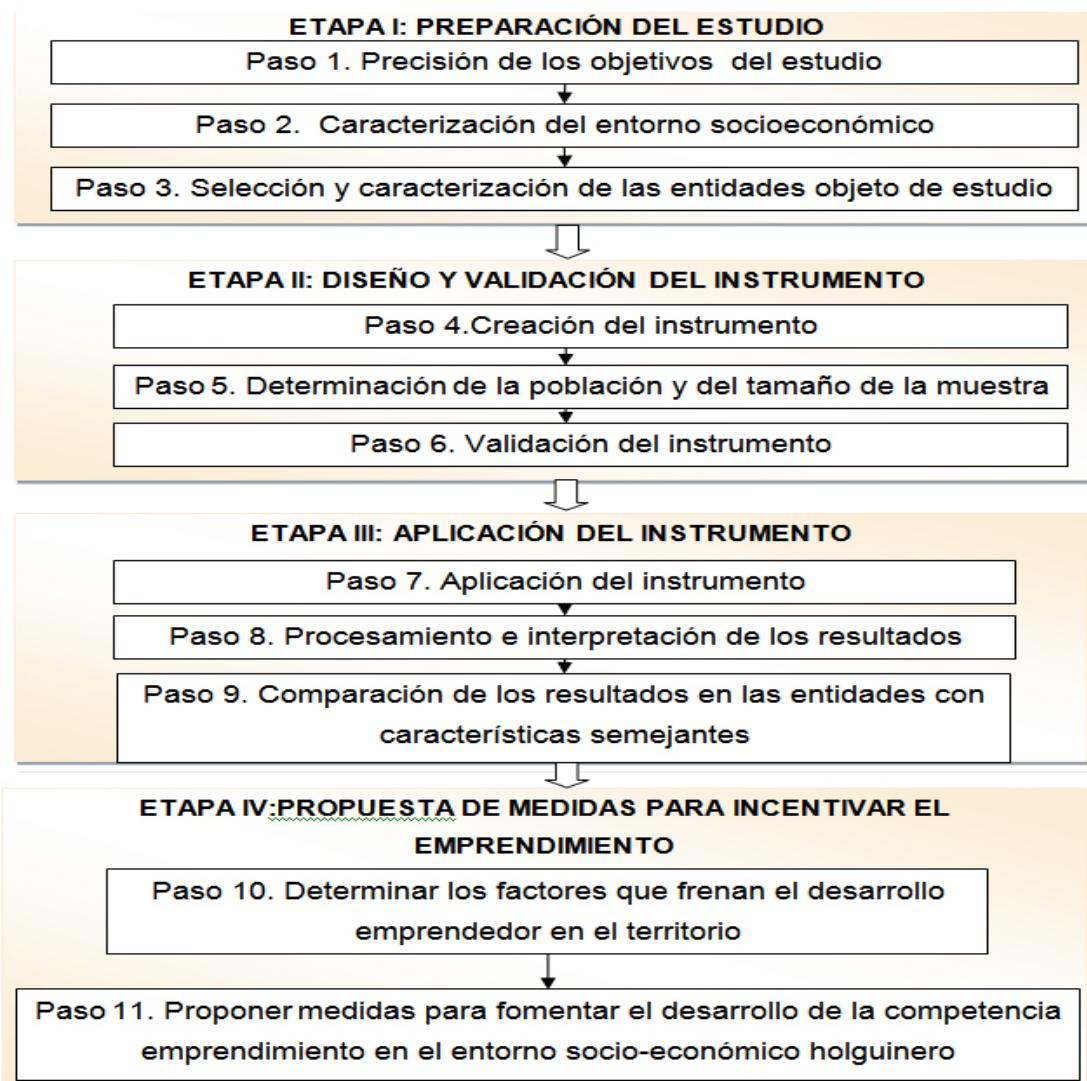 ETAPA I: PREPARACIÓN DEL ESTUDIO
Paso 1. Precisión de los objetivos del estudio
Paso 2. Caracterización del entorno socioeconómico
Paso 3. Selección y caracterización de las entidades objeto de estudio
ETAPA II: DISEÑO Y VALIDACIÓN DEL INSTRUMENTO
Paso 4.Creación del instrumento
Paso 5. Determinación de la población y del tamaño de la muestra
Paso 6. Validación del instrumento
ETAPA III: APLICACIÓN DEL INSTRUMENTO
Paso 7. Aplicación del instrumento
Paso 8. Procesamiento e interpretación de los resultados
Paso 9. Comparación de los resultados en las entidades con
características semejantes
ETAPA IV:PROPUESTA DE MEDIDAS PARA INCENTIVAR EL
EMPRENDIMIENTO
Paso 10. Determinar los factores que frenan el desarrollo
emprendedor en el territorio
Paso 11. Proponer medidas para fomentar el desarrollo de la competencia
emprendimiento en el entorno socio-económico holguinero